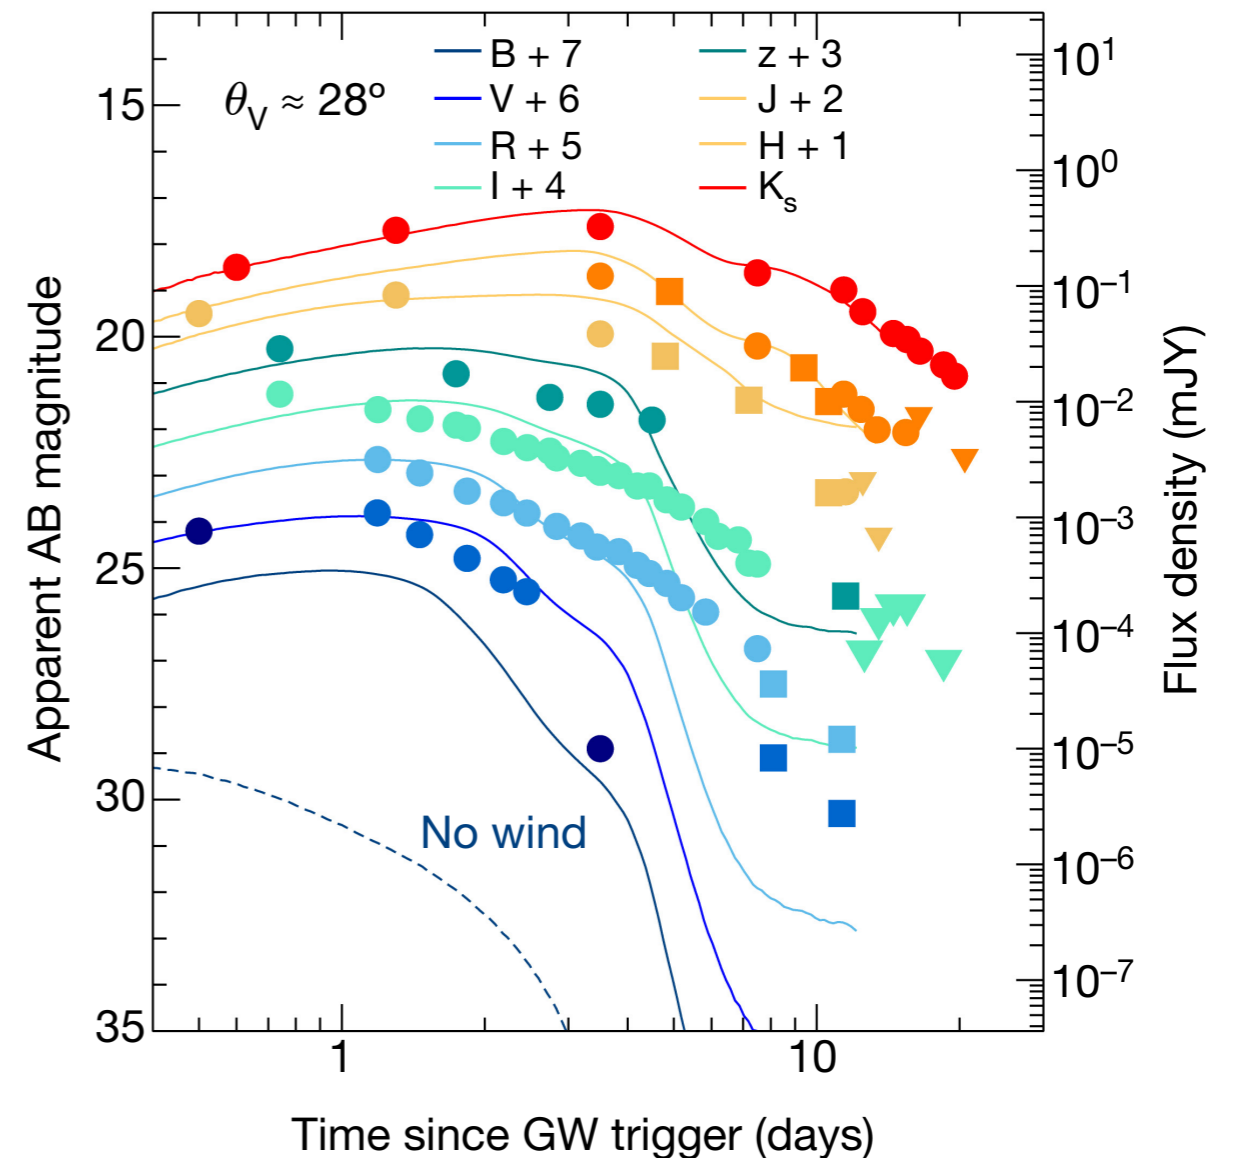 B + 7
V + 6
R + 5
I + 4
z + 3
J + 2
H + 1
Kₛ
θV ≈ 28º
15
20
25
30
35
Apparent AB magnitude
No wind
1
10
Time since GW trigger (days)
10¹
10⁰
10⁻¹
10⁻²
10⁻³
10⁻⁴
10⁻⁵
10⁻⁶
10⁻⁷
Flux density (mJY)